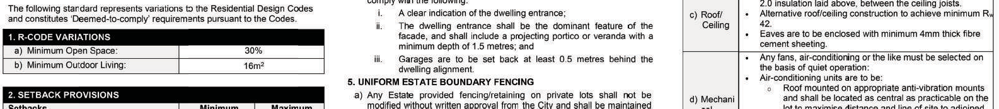 The following standard represents variations to the Residential Design Codes
and constitutes 'Deemed-to-comply' requirements pursuant to the Codes.
1. R-CODE VARIATIONS
a) Minimum Open Space: 30%
b) Minimum Outdoor Living: 16m²
2. SETBACK PROVISIONS
Setbacks Minimum Maximum
comply with the following:
i. A clear indication of the dwelling entrance;
ii. The dwelling entrance shall be the dominant feature of the
facade, and shall include a projecting portico or veranda with a
minimum depth of 1.5 metres; and
iii. Garages are to be set back at least 0.5 metres behind the
dwelling alignment.
5. UNIFORM ESTATE BOUNDARY FENCING
a) Any Estate provided fencing/retaining on private lots shall not be
modified without written approval from the City and shall be maintained
c) Roof/
Ceiling
2.0 insulation laid above, between the ceiling joists.
• Alternative roof/ceiling construction to achieve minimum Rw
42.
• Eaves are to be enclosed with minimum 4mm thick fibre
cement sheeting.
d) Mechani
cal
• Any fans, air-conditioning or the like must be selected on
the basis of quiet operation:
• Air-conditioning units are to be:
o Roof mounted on appropriate anti-vibration mounts
and shall be located as central as practicable on the
lot to maximise distance and line of site to adjoined